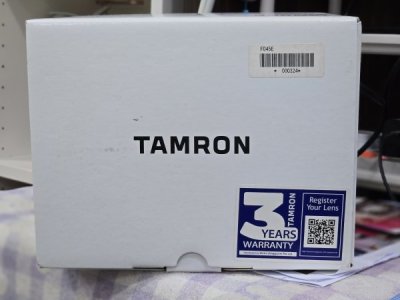 F045E
* 000324*
TAMRON
3
YEARS
WARRANTY
TAMRON
Register
Your Lens